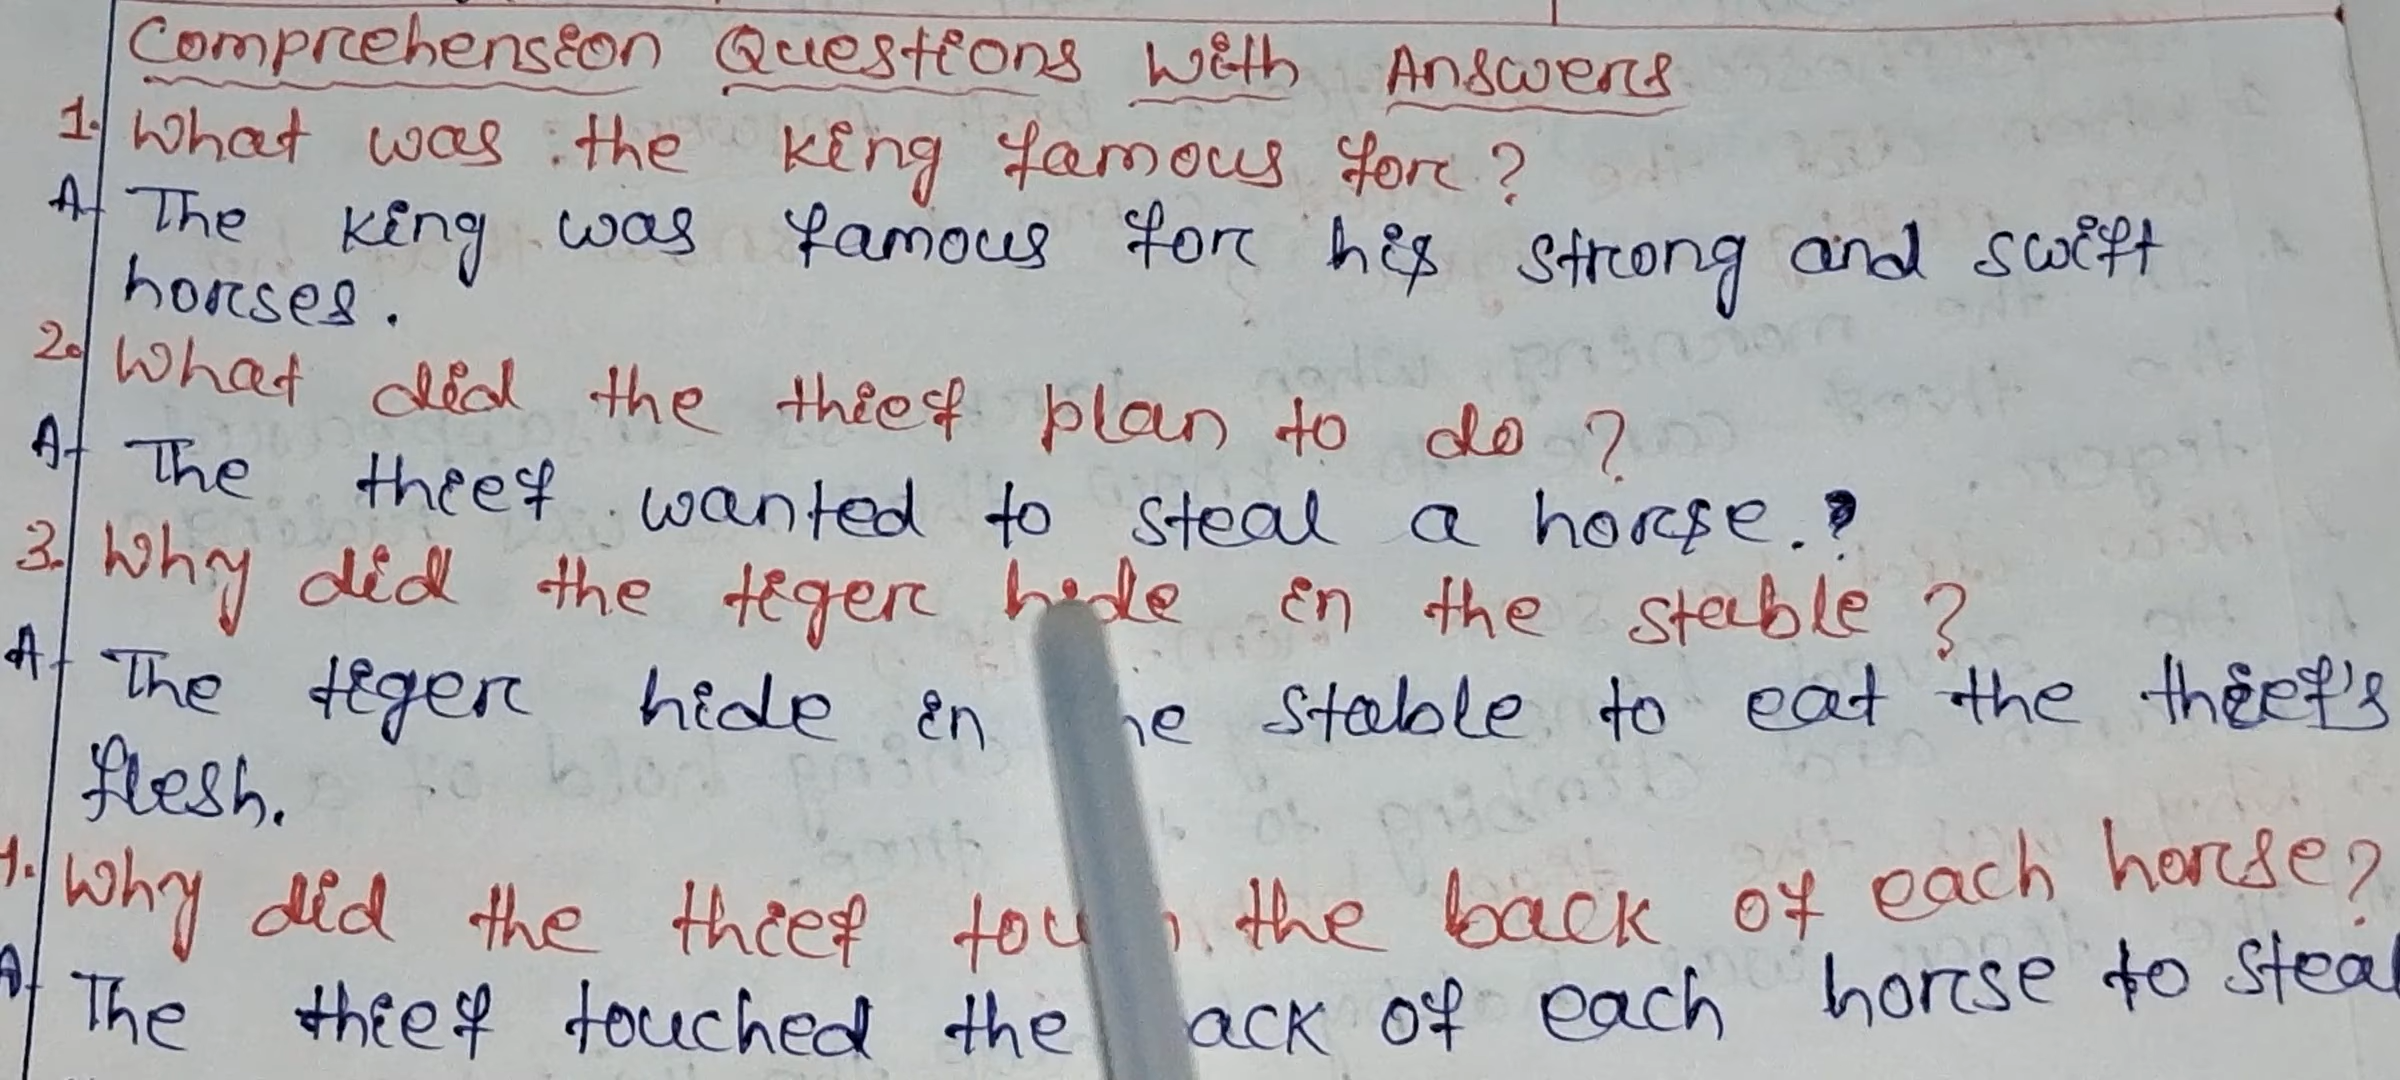 Comprehension Questions With Answers
1. What was the king famous for?
A- The king was famous for his strong and swift
horses.
2. What did the thief plan to do?
A- The thief wanted to steal a horse.?
3. Why did the tiger hide in the stable?
A- The tiger hide in stable to eat the thief's
flesh.
Why did the thief the back of each horse?
The thief touched the of each horse to steal